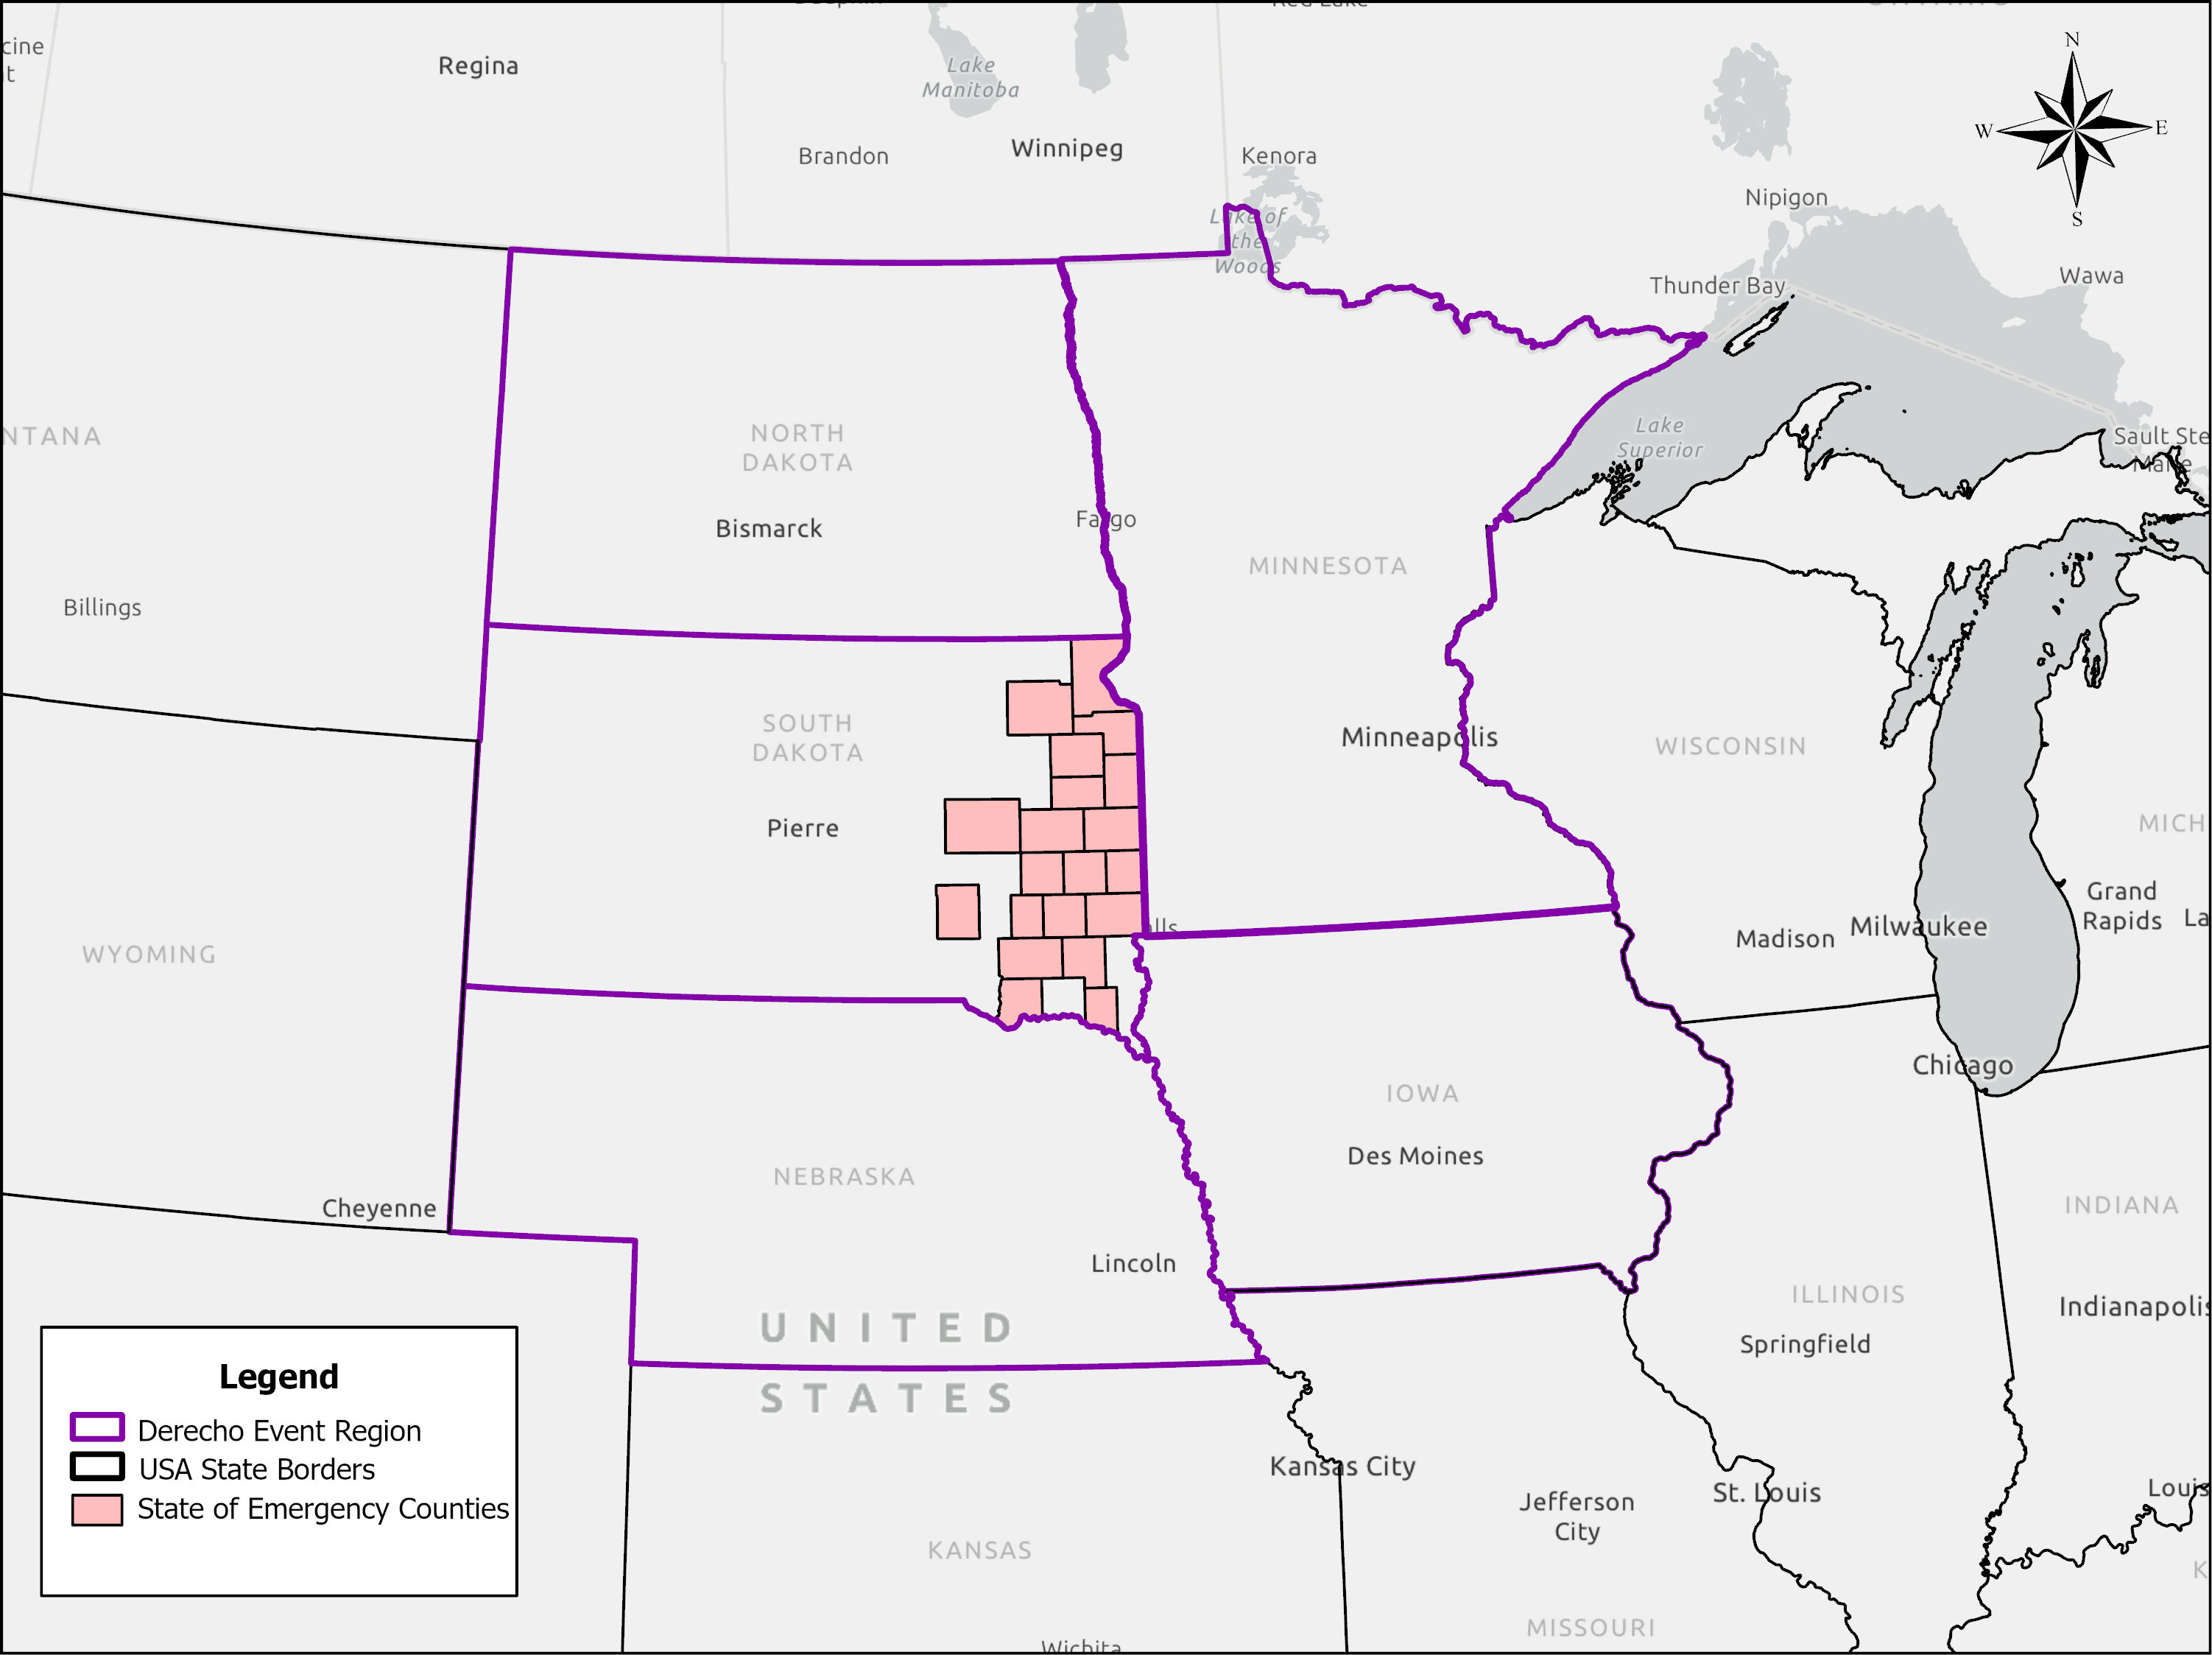 cine
t
Regina
Lake
Manitoba
Brandon
Winnipeg
Kenora
Lake of
the
Woods
N
W
E
S
Nipigon
Thunder Bay
Wawa
NTANA
NORTH
DAKOTA
Lake
Superior
Sault Ste
Marie
Bismarck
Fargo
MINNESOTA
Billings
SOUTH
DAKOTA
Minneapolis
WISCONSIN
Pierre
MICH
Grand
Rapids
La
WYOMING
lls
Madison
Milwaukee
Chicago
IOWA
Des Moines
NEBRASKA
Cheyenne
INDIANA
Lincoln
ILLINOIS
Indianapolis
UNITED
STATES
Springfield
Legend
Derecho Event Region
USA State Borders
State of Emergency Counties
Kansas City
Jefferson
City
St. Louis
Louis
KANSAS
K
MISSOURI
Wichita